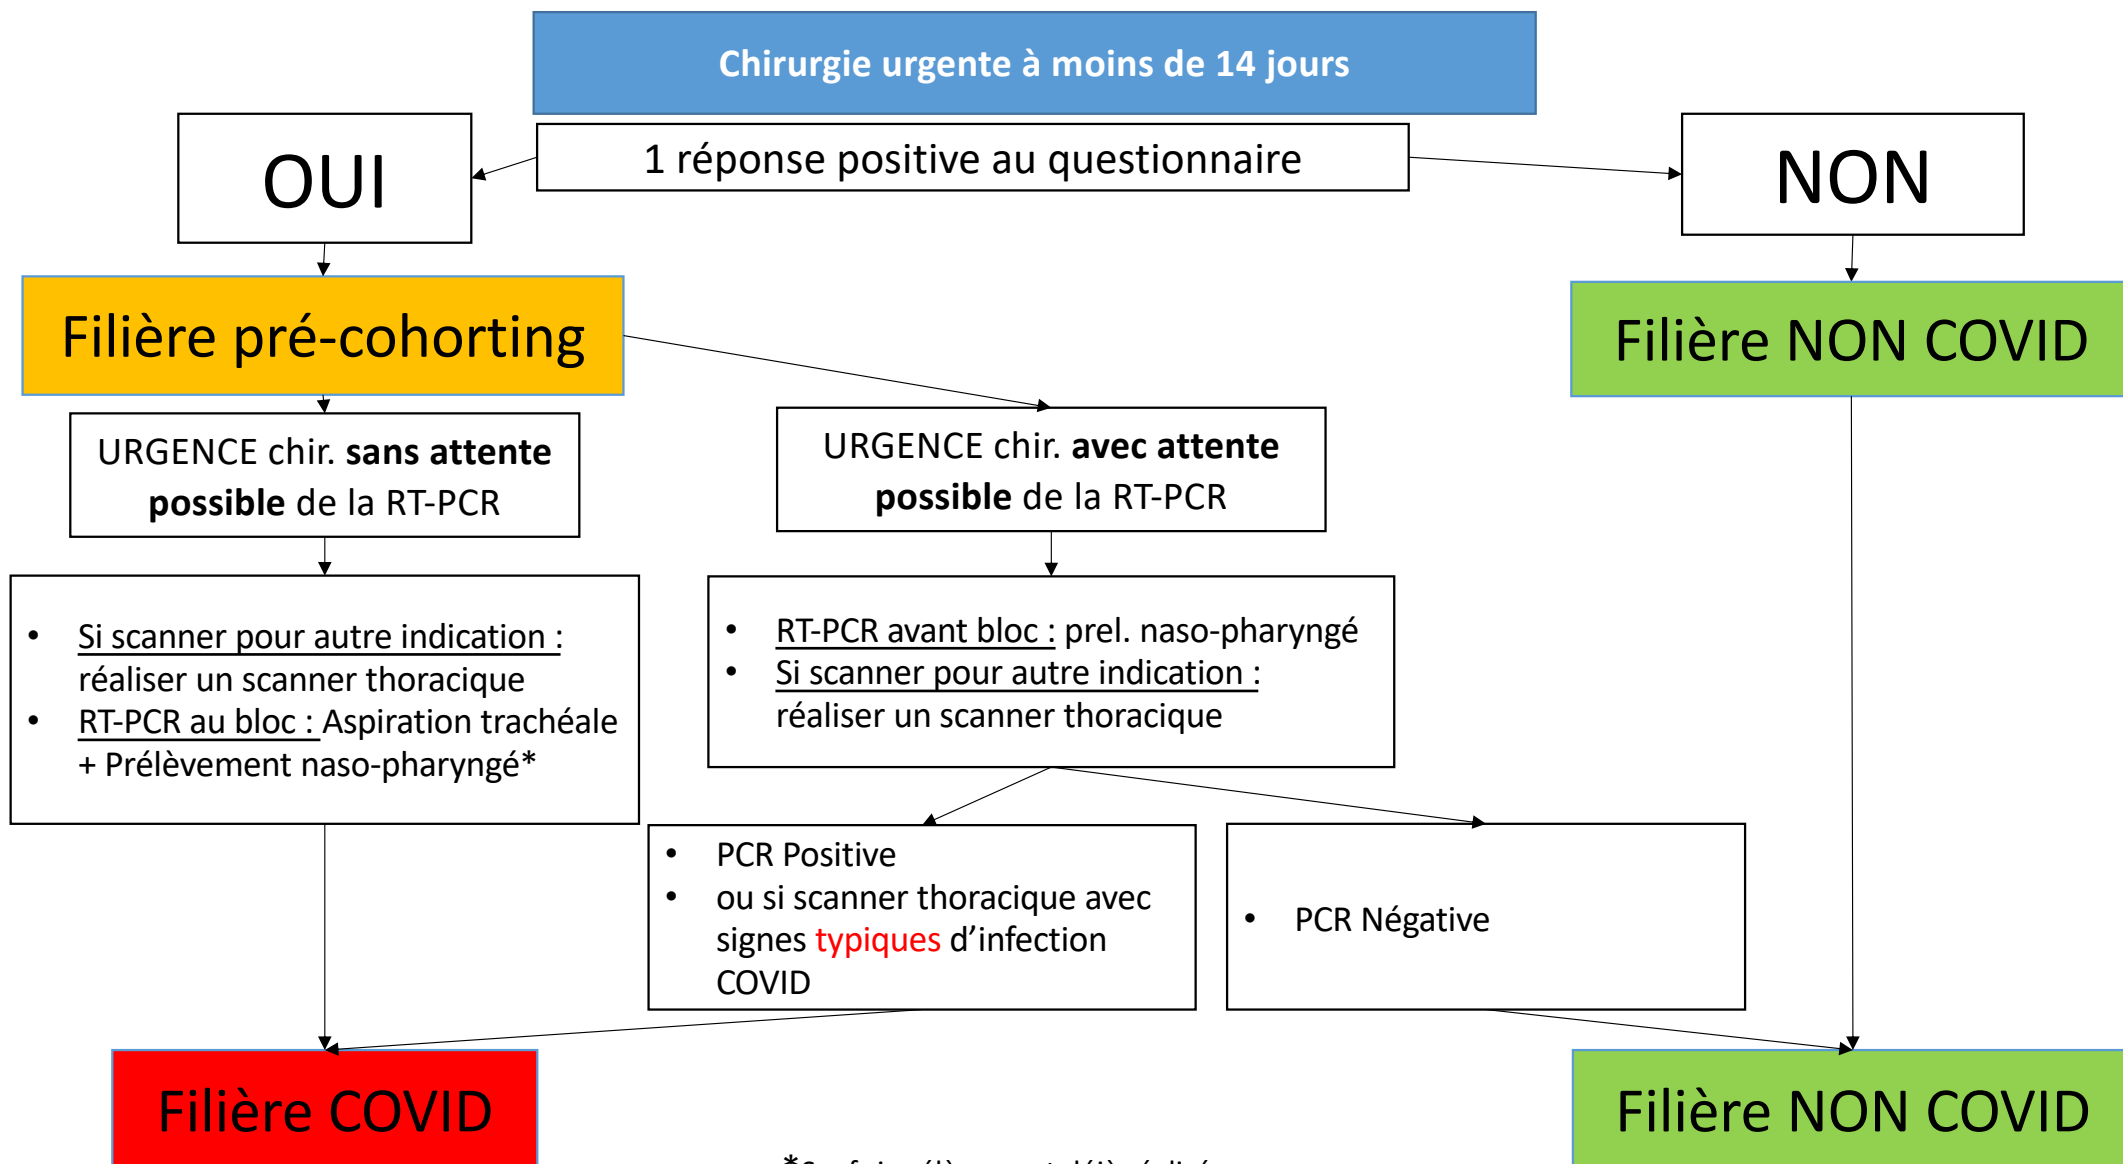 Chirurgie urgente à moins de 14 jours
OUI
1 réponse positive au questionnaire
NON
Filière pré-cohorting
Filière NON COVID
URGENCE chir. sans attente
possible de la RT-PCR
URGENCE chir. avec attente
possible de la RT-PCR
• Si scanner pour autre indication :
réaliser un scanner thoracique
• RT-PCR au bloc : Aspiration trachéale
+ Prélèvement naso-pharyngé*
• RT-PCR avant bloc : prel. naso-pharyngé
• Si scanner pour autre indication :
réaliser un scanner thoracique
• PCR Positive
• ou si scanner thoracique avec
signes typiques d’infection
COVID
• PCR Négative
Filière COVID
Filière NON COVID